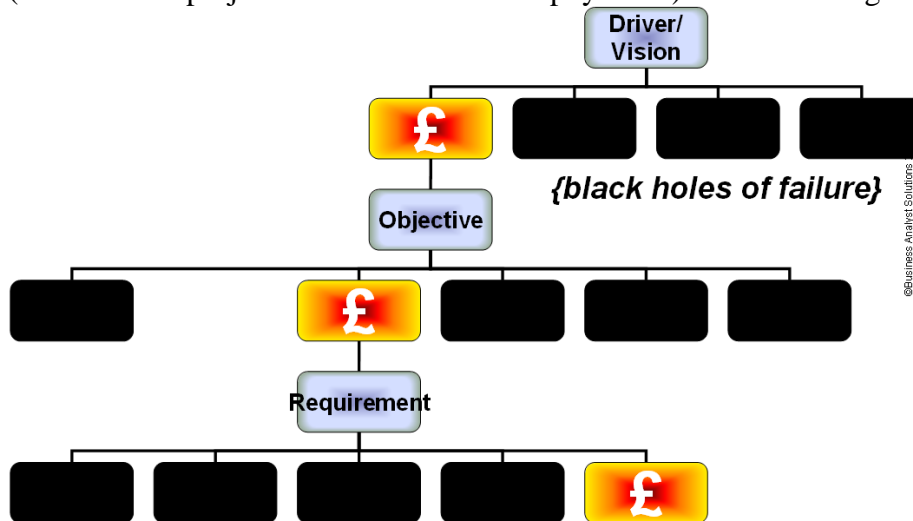 Driver/
Vision
£
{black holes of failure}
Objective
©Business Analyst Solutions
£
Requirement
£